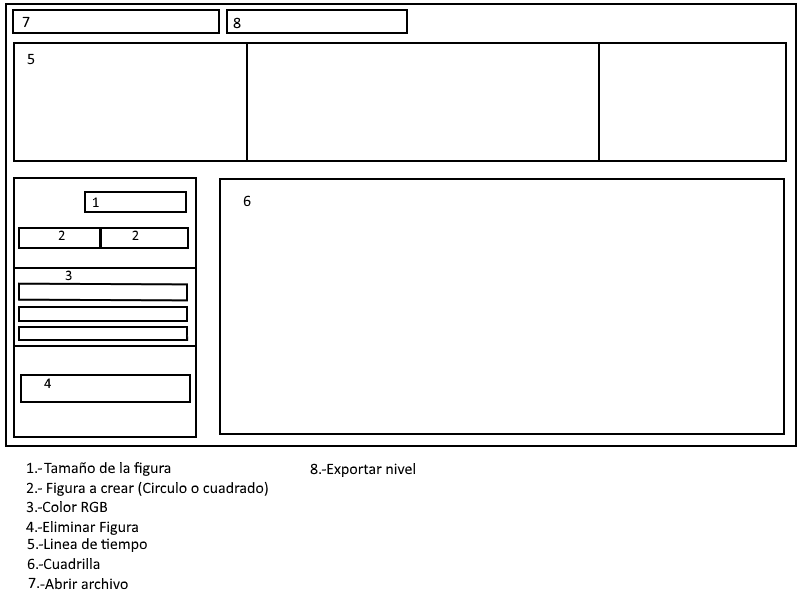 7
8
5
1
6
2
2
3
4
1.-Tamaño de la figura
8.-Exportar nivel
2.- Figura a crear (Circulo o cuadrado)
3.-Color RGB
4.-Eliminar Figura
5.-Linea de tiempo
6.-Cuadrilla
7.-Abrir archivo